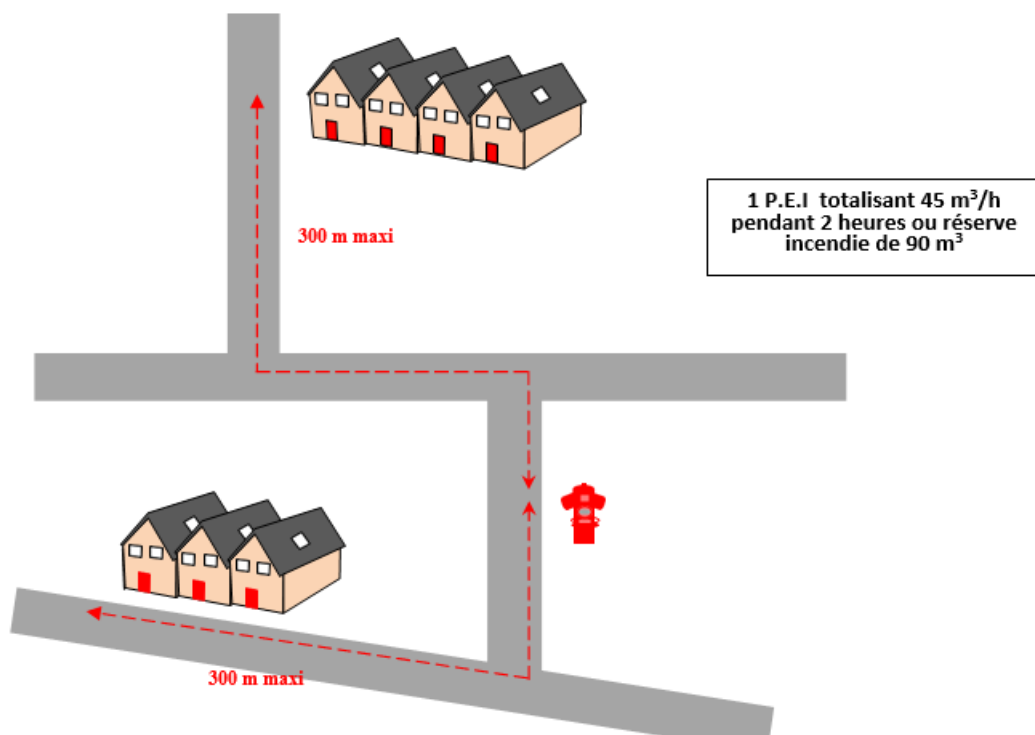 1 P.E.I totalisant 45 m³/h
pendant 2 heures ou réserve
incendie de 90 m³
300 m maxi
300 m maxi